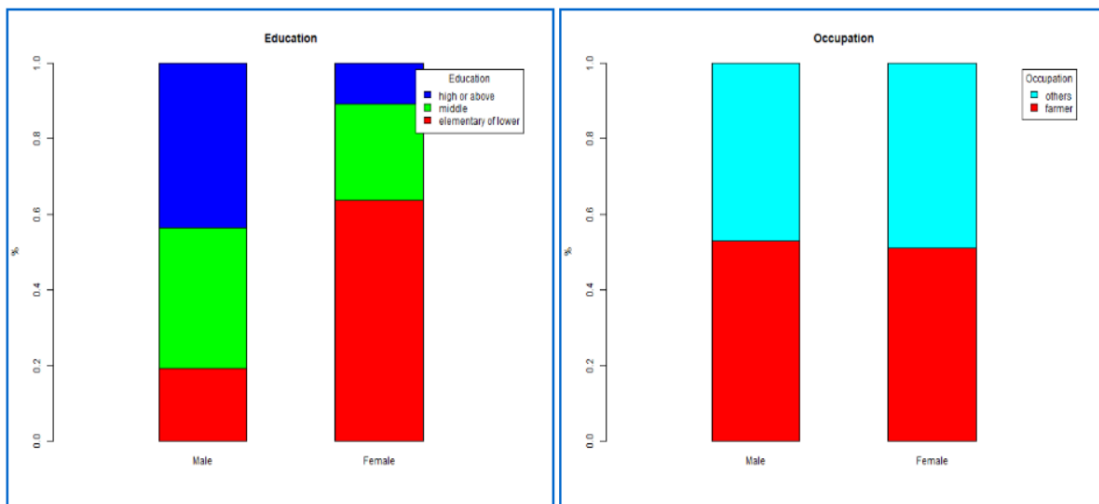 Education
Education
high or above
middle
elementary of lower
%
0.0
0.2
0.4
0.6
0.8
1.0
Male
Female
Occupation
Occupation
others
farmer
%
0.0
0.2
0.4
0.6
0.8
1.0
Male
Female